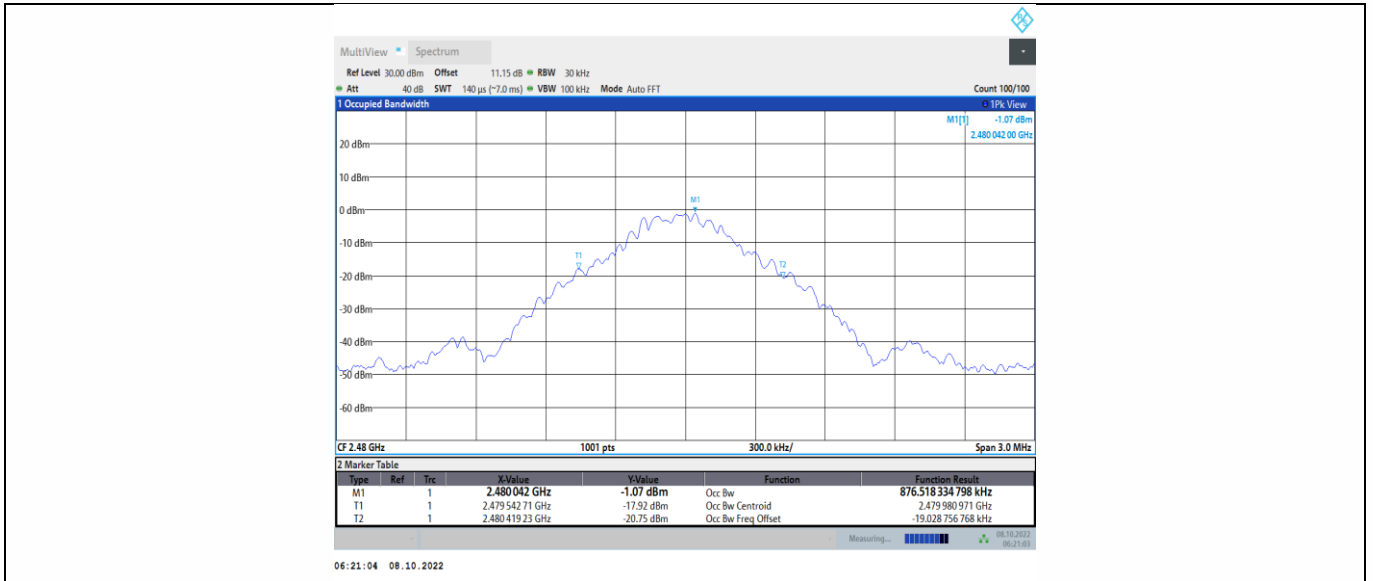 MultiView Spectrum
Ref Level 30.00 dBm Offset 11.15 dB RBW 30 kHz
Att 40 dB SWT 140 µs (~7.0 ms) VBW 100 kHz Mode Auto FFT Count 100/100
1 Occupied Bandwidth 1Pk View
M1[1] -1.07 dBm
2.480 042 00 GHz
20 dBm
10 dBm
M1
0 dBm
-10 dBm
T1
T2
-20 dBm
-30 dBm
-40 dBm
-50 dBm
-60 dBm
CF 2.48 GHz 1001 pts 300.0 kHz/ Span 3.0 MHz
2 Marker Table
Type Ref Trc X-Value Y-Value Function Function Result
M1 1 2.480 042 GHz -1.07 dBm Occ Bw 876.518 334 798 kHz
T1 1 2.479 542 71 GHz -17.92 dBm Occ Bw Centroid 2.479 980 971 GHz
T2 1 2.480 419 23 GHz -20.75 dBm Occ Bw Freq Offset -19.028 756 768 kHz
Measuring... 08.10.2022
06:21:03
06:21:04 08.10.2022